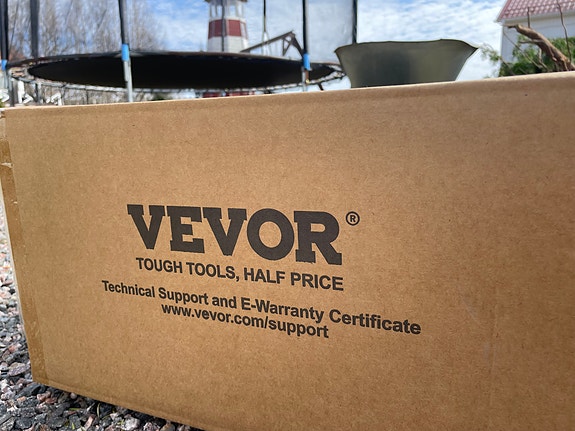 VEVOR®
TOUGH TOOLS, HALF PRICE
Technical Support and E-Warranty Certificate
www.vevor.com/support